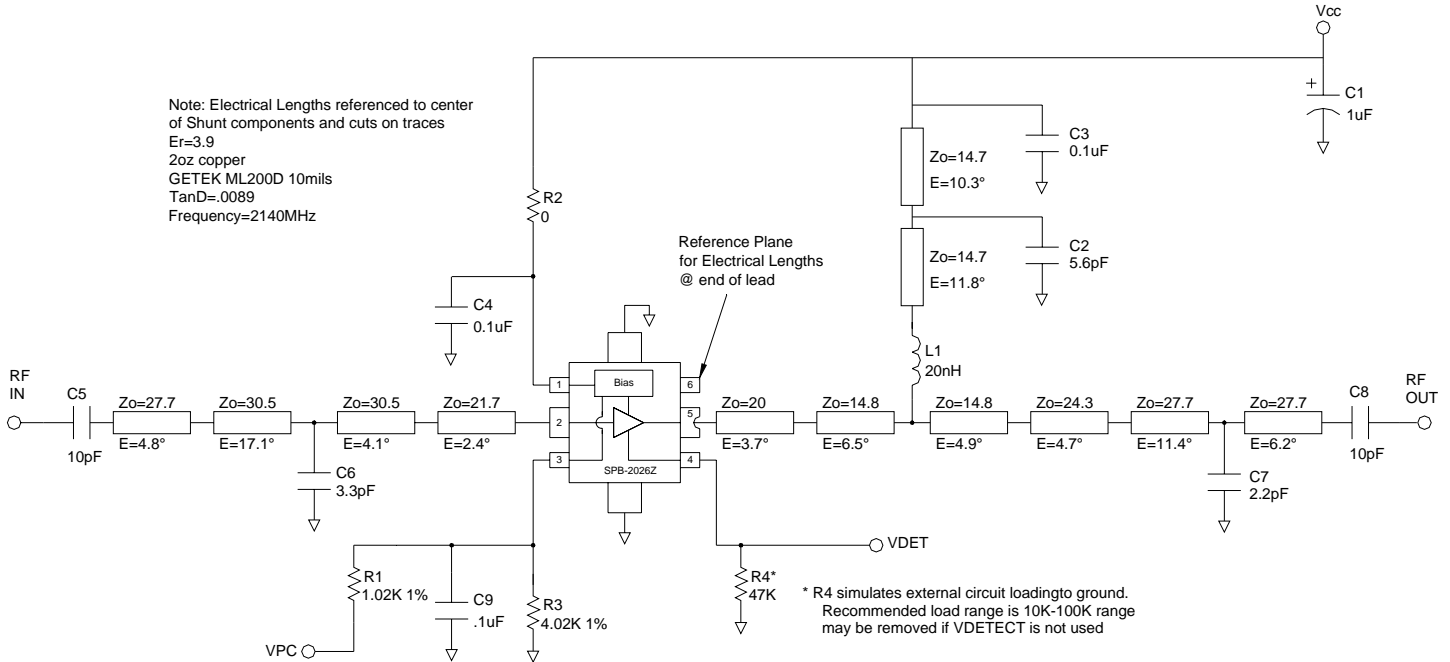 Vcc
+
C1
1uF
Note: Electrical Lengths referenced to center
of Shunt components and cuts on traces
Er=3.9
2oz copper
GETEK ML200D 10mils
TanD=.0089
Frequency=2140MHz
C3
0.1uF
Zo=14.7
E=10.3°
R2
0
Reference Plane
for Electrical Lengths
@ end of lead
C2
5.6pF
Zo=14.7
E=11.8°
C4
0.1uF
L1
20nH
RF
IN
C5
10pF
Zo=27.7
E=4.8°
Zo=30.5
E=17.1°
Zo=30.5
E=4.1°
Zo=21.7
E=2.4°
C6
3.3pF
1
Bias
6
2
5
3
4
SPB-2026Z
Zo=20
E=3.7°
Zo=14.8
E=6.5°
Zo=14.8
E=4.9°
Zo=24.3
E=4.7°
Zo=27.7
E=11.4°
Zo=27.7
E=6.2°
C8
10pF
RF
OUT
C7
2.2pF
VDET
R1
1.02K 1%
C9
.1uF
R3
4.02K 1%
VPC
R4*
47K
* R4 simulates external circuit loadingto ground.
Recommended load range is 10K-100K range
may be removed if VDETECT is not used